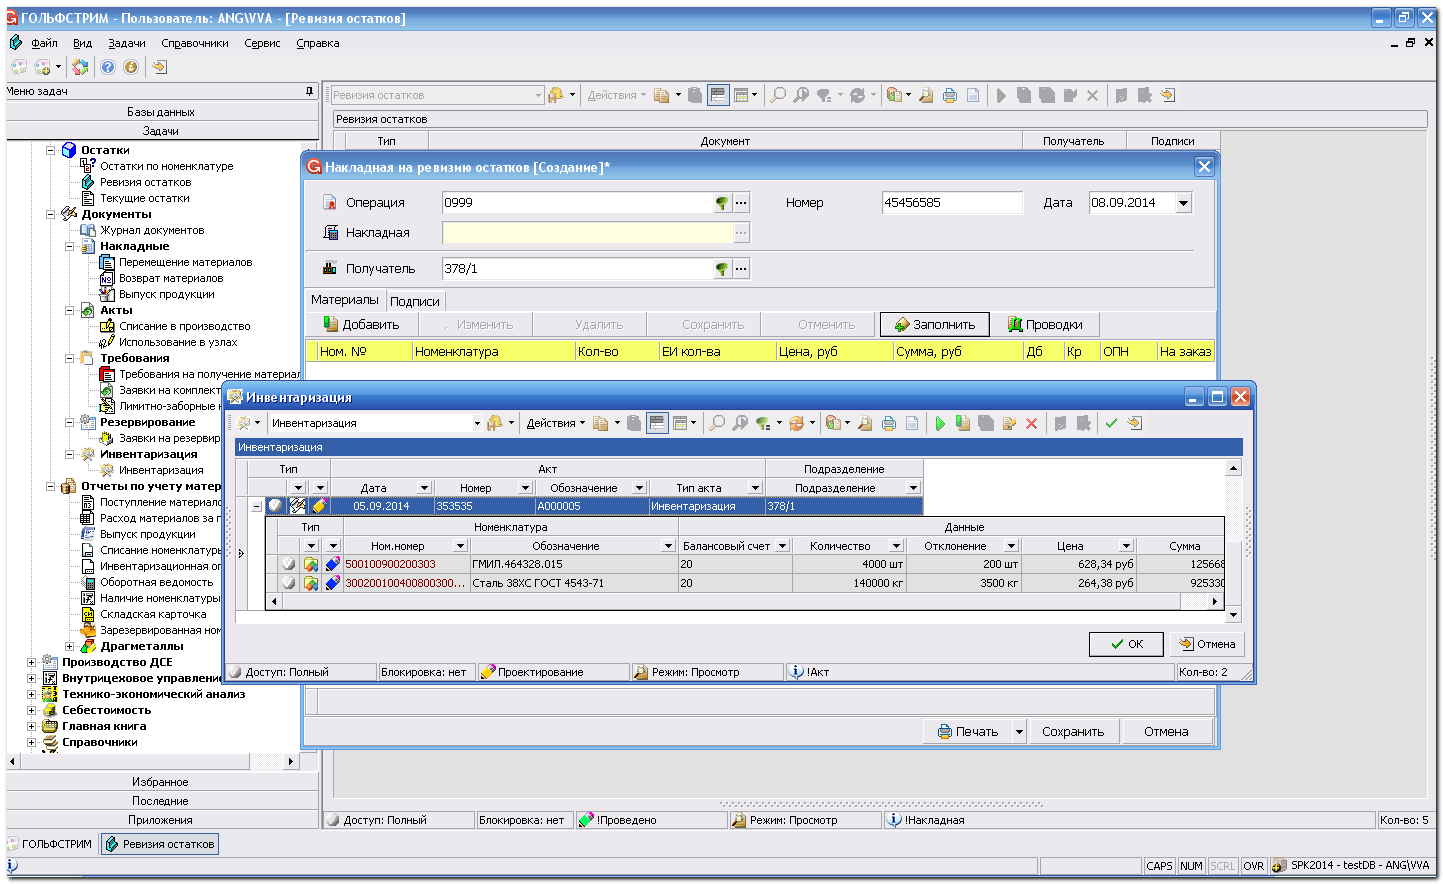 ГОЛЬФСТРИМ - Пользователь: ANG\VVA - [Ревизия остатков]
Файл Вид Задачи Справочники Сервис Справка
Меню задач
Базы данных
Задачи
Остатки
Остатки по номенклатуре
Ревизия остатков
Текущие остатки
Документы
Журнал документов
Накладные
Перемещение материалов
Возврат материалов
Выпуск продукции
Акты
Списание в производство
Использование в узлах
Требования
Требования на получение материал
Заявки на комплект
Лимитно-заборные
Резервирование
Заявки на резервир
Инвентаризация
Инвентаризация
Отчеты по учету матер
Поступление материало
Расход материалов за п
Выпуск продукции
Списание номенклатуры
Инвентаризационная оп
Оборотная ведомость
Наличие номенклатуры
Складская карточка
Зарезервированная ном
Драгметаллы
Производство ДСЕ
Внутрицеховое управлени
Технико-экономический анализ
Себестоимость
Главная книга
Справочники
Избранное
Последние
Приложения
Ревизия остатков Действия
Ревизия остатков
Тип Документ Получатель Подписи
Накладная на ревизию остатков [Создание]*
Операция 0999 Номер 45456585 Дата 08.09.2014
Накладная
Получатель 378/1
Материалы Подписи
Добавить Изменить Удалить Сохранить Отменить Заполнить Проводки
Ном. № Номенклатура Кол-во ЕИ кол-ва Цена, руб Сумма, руб Дб Кр ОПН На заказ
Инвентаризация
Инвентаризация Действия
Инвентаризация
Тип Акт Подразделение
Дата Номер Обозначение Тип акта Подразделение
05.09.2014 353535 А000005 Инвентаризация 378/1
Тип Номенклатура Данные
Ном.номер Обозначение Балансовый счет Количество Отклонение Цена Сумма
500100900200303 ГМИЛ.464328.015 20 4000 шт 200 шт 628,34 руб 125668
300200100400800300... Сталь 38ХС ГОСТ 4543-71 20 140000 кг 3500 кг 264,38 руб 925330
ОК Отмена
Доступ: Полный Блокировка: нет Проектирование Режим: Просмотр !Акт Кол-во: 2
Печать Сохранить Отмена
Доступ: Полный Блокировка: нет !Проведено Режим: Просмотр !Накладная Кол-во: 5
ГОЛЬФСТРИМ Ревизия остатков
CAPS NUM SCRL OVR SPK2014 - testDB - ANG\VVA